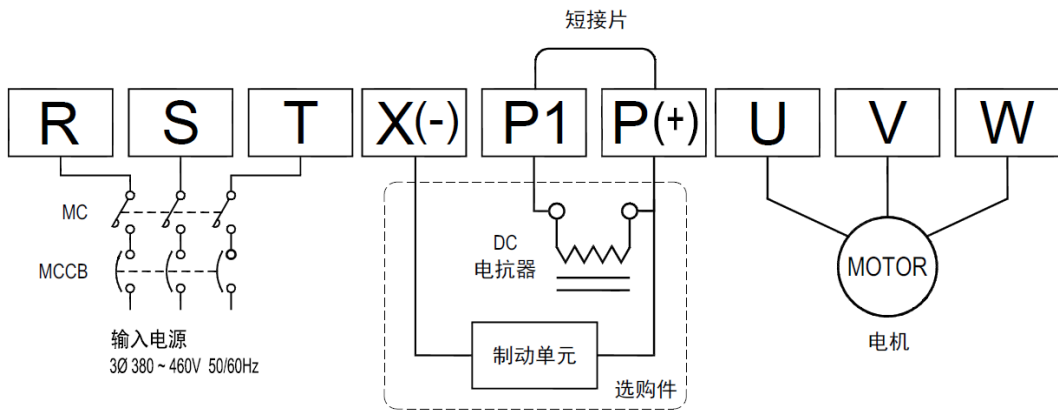 短接片
R S T X(-) P1 P(+) U V W
MC
MCCB
DC
电抗器
MOTOR
输入电源
3Ø 380 ~ 460V 50/60Hz
制动单元
选购件
电机